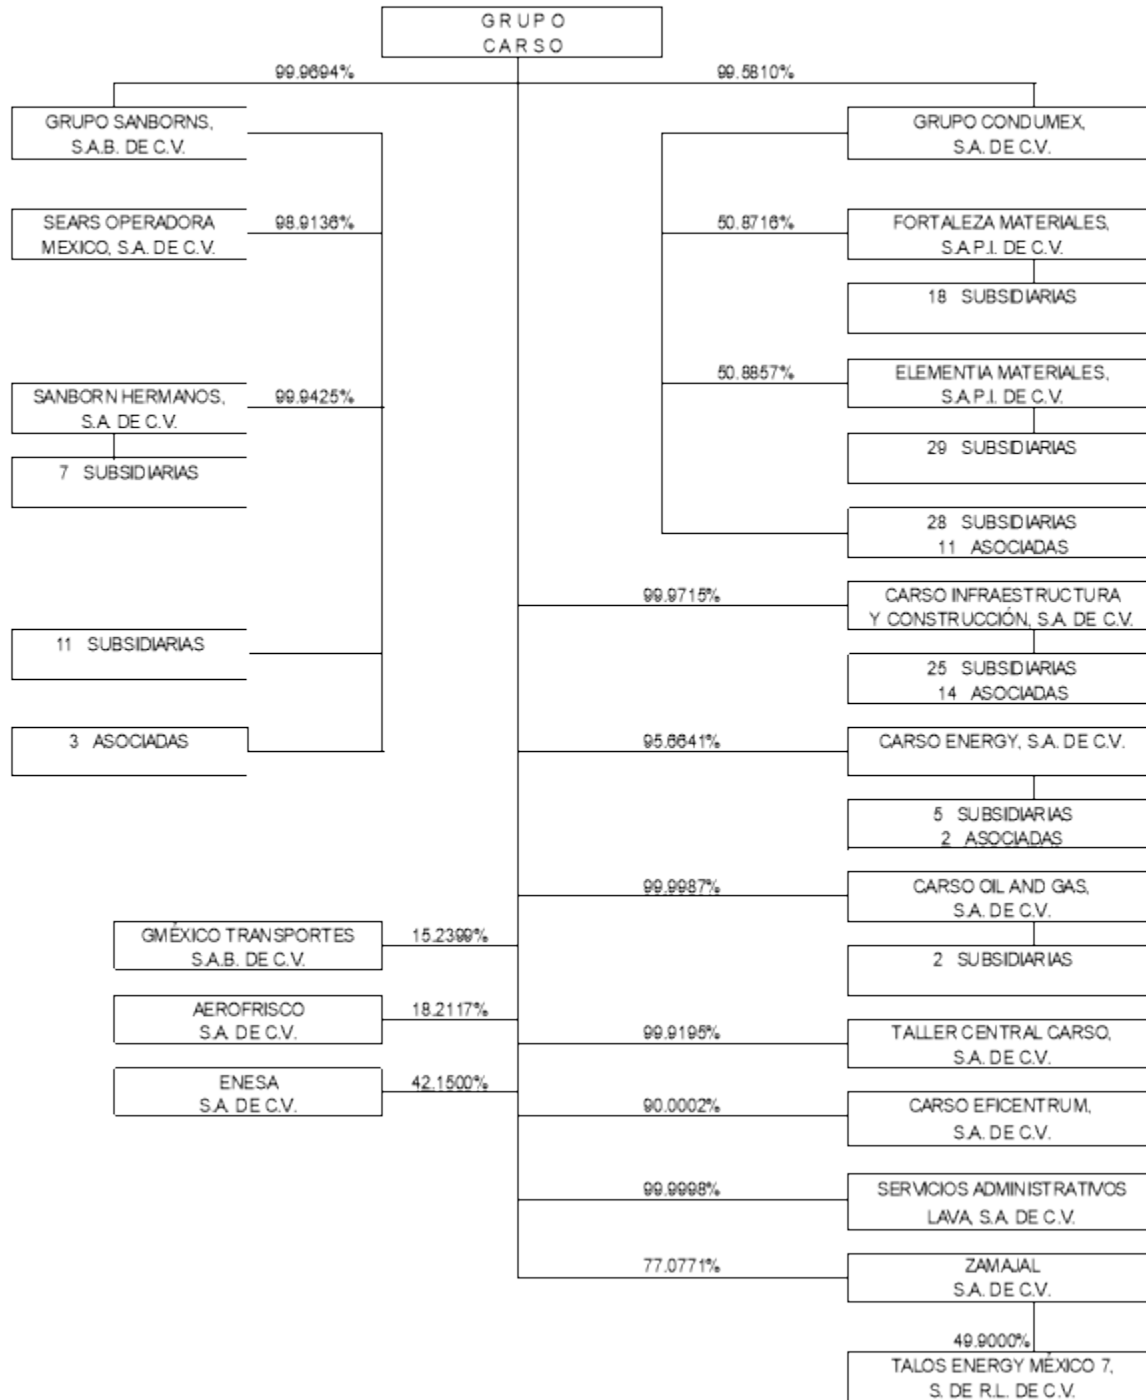 GRUPO
CARSO
99.9694%
99.5810%
GRUPO SANBORNS,
S.A.B. DE C.V.
GRUPO CONDUMEX,
S.A. DE C.V.
SEARS OPERADORA
MEXICO, S.A. DE C.V.
98.9136%
50.8716%
FORTALEZA MATERIALES,
S.A.P.I. DE C.V.
18 SUBSIDIARIAS
SANBORN HERMANOS,
S.A. DE C.V.
99.9425%
50.8857%
ELEMENTIA MATERIALES,
S.A.P.I. DE C.V.
7 SUBSIDIARIAS
29 SUBSIDIARIAS
28 SUBSIDIARIAS
11 ASOCIADAS
99.9715%
CARSO INFRAESTRUCTURA
Y CONSTRUCCIÓN, S.A. DE C.V.
11 SUBSIDIARIAS
25 SUBSIDIARIAS
14 ASOCIADAS
3 ASOCIADAS
95.6641%
CARSO ENERGY, S.A. DE C.V.
5 SUBSIDIARIAS
2 ASOCIADAS
99.9987%
CARSO OIL AND GAS,
S.A. DE C.V.
GMÉXICO TRANSPORTES
S.A.B. DE C.V.
15.2399%
2 SUBSIDIARIAS
AEROFRISCO
S.A. DE C.V.
18.2117%
99.9195%
TALLER CENTRAL CARSO,
S.A. DE C.V.
ENESA
S.A. DE C.V.
42.1500%
90.0002%
CARSO EFICENTRUM,
S.A. DE C.V.
99.9998%
SERVICIOS ADMINISTRATIVOS
LAVA, S.A. DE C.V.
77.0771%
ZAMAJAL
S.A. DE C.V.
49.9000%
TALOS ENERGY MÉXICO 7,
S. DE R.L. DE C.V.